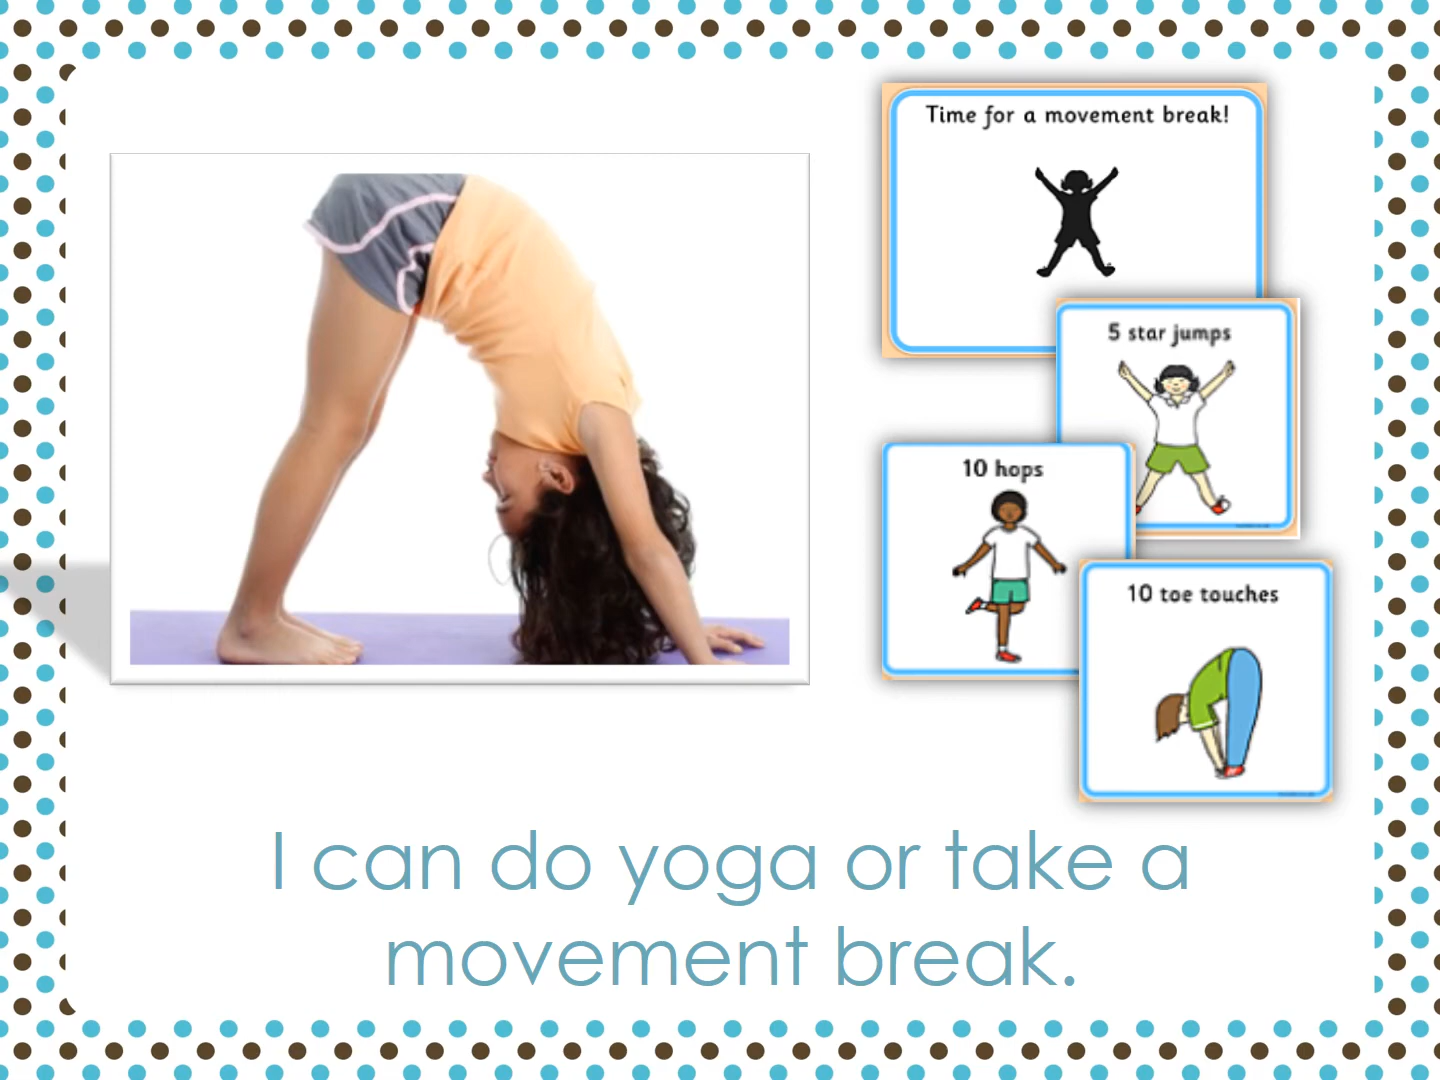 Time for a movement break!
5 star jumps
10 hops
10 toe touches
I can do yoga or take a
movement break.